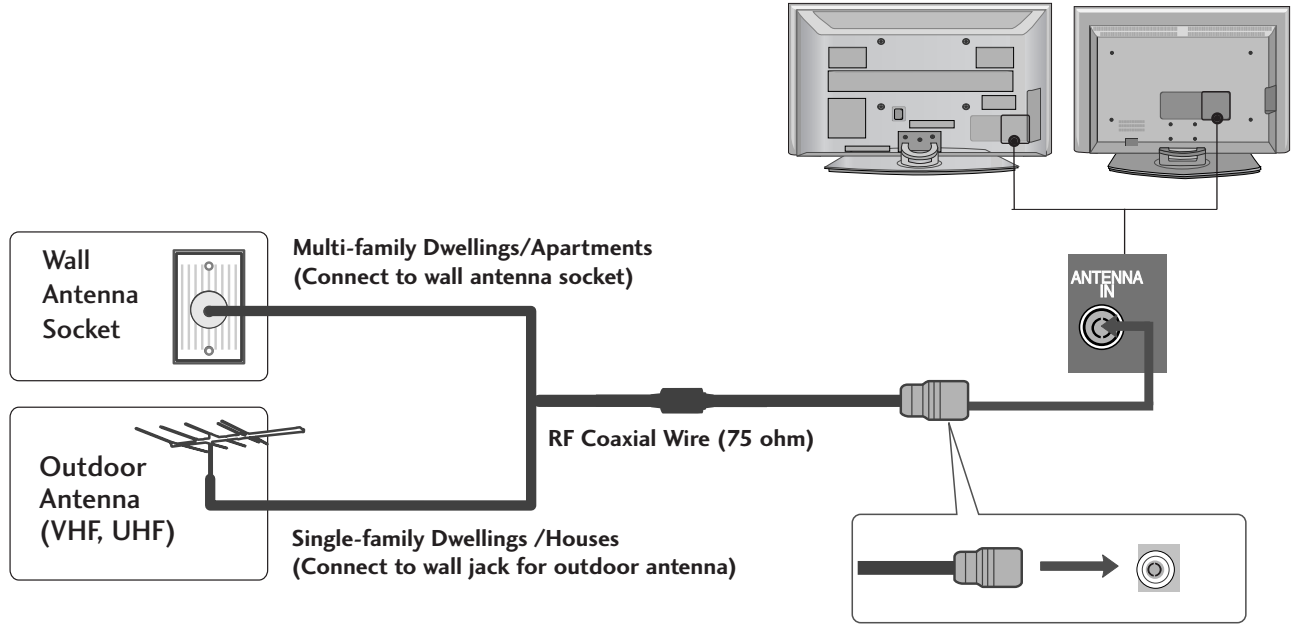 Wall
Antenna
Socket
Multi-family Dwellings/Apartments
(Connect to wall antenna socket)
ANTENNA
IN
RF Coaxial Wire (75 ohm)
Outdoor
Antenna
(VHF, UHF)
Single-family Dwellings /Houses
(Connect to wall jack for outdoor antenna)